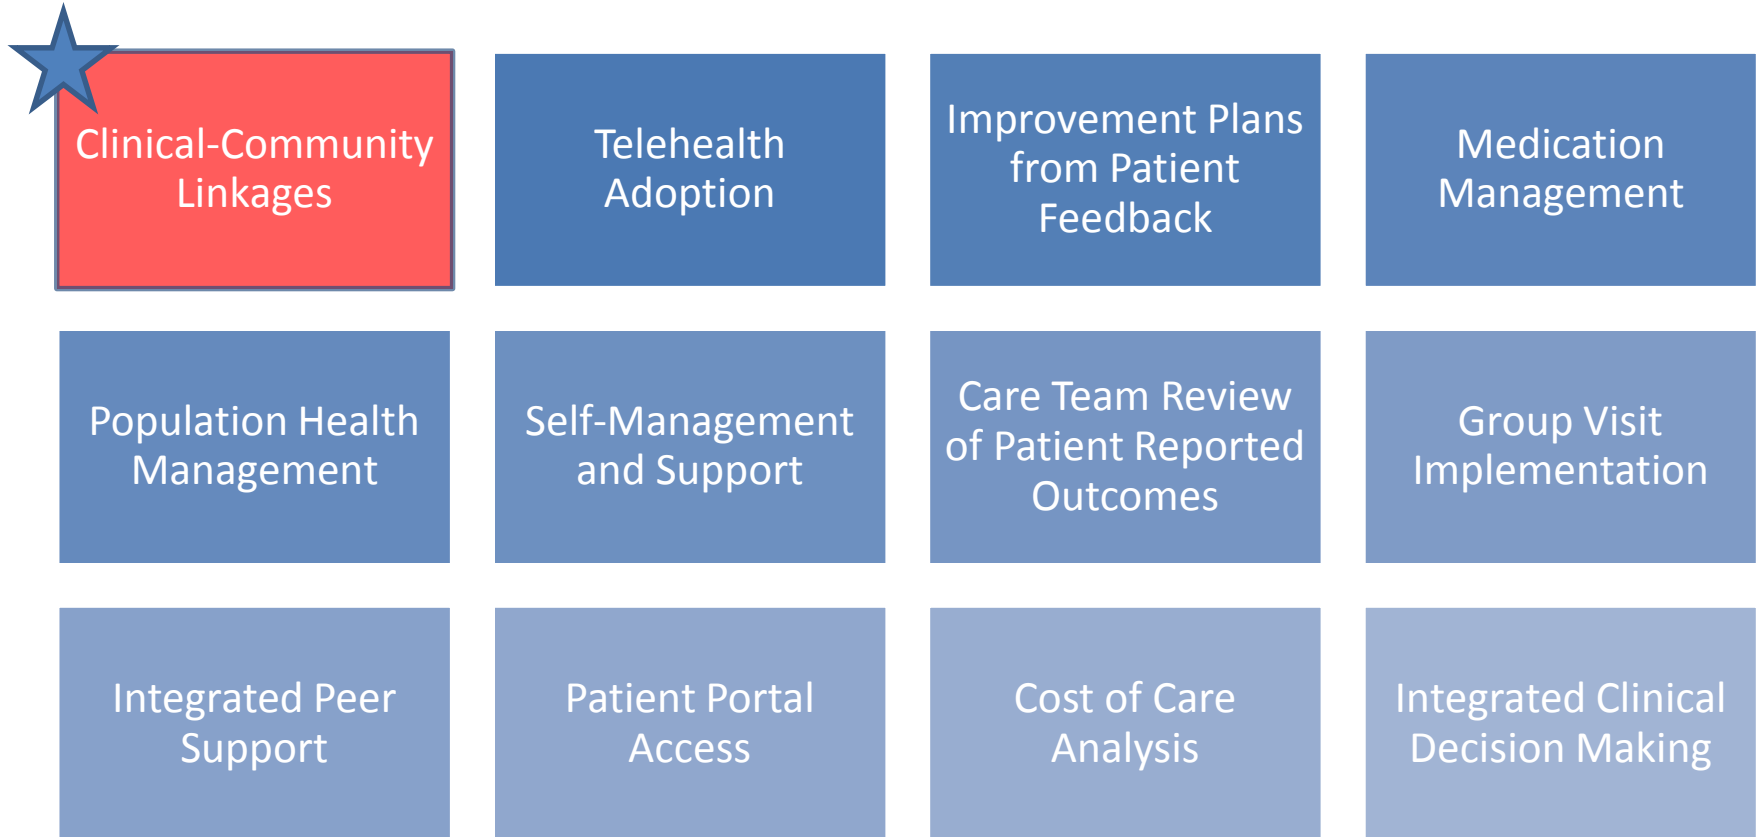 Clinical-Community
Linkages
Telehealth
Adoption
Improvement Plans
from Patient
Feedback
Medication
Management
Population Health
Management
Self-Management
and Support
Care Team Review
of Patient Reported
Outcomes
Group Visit
Implementation
Integrated Peer
Support
Patient Portal
Access
Cost of Care
Analysis
Integrated Clinical
Decision Making